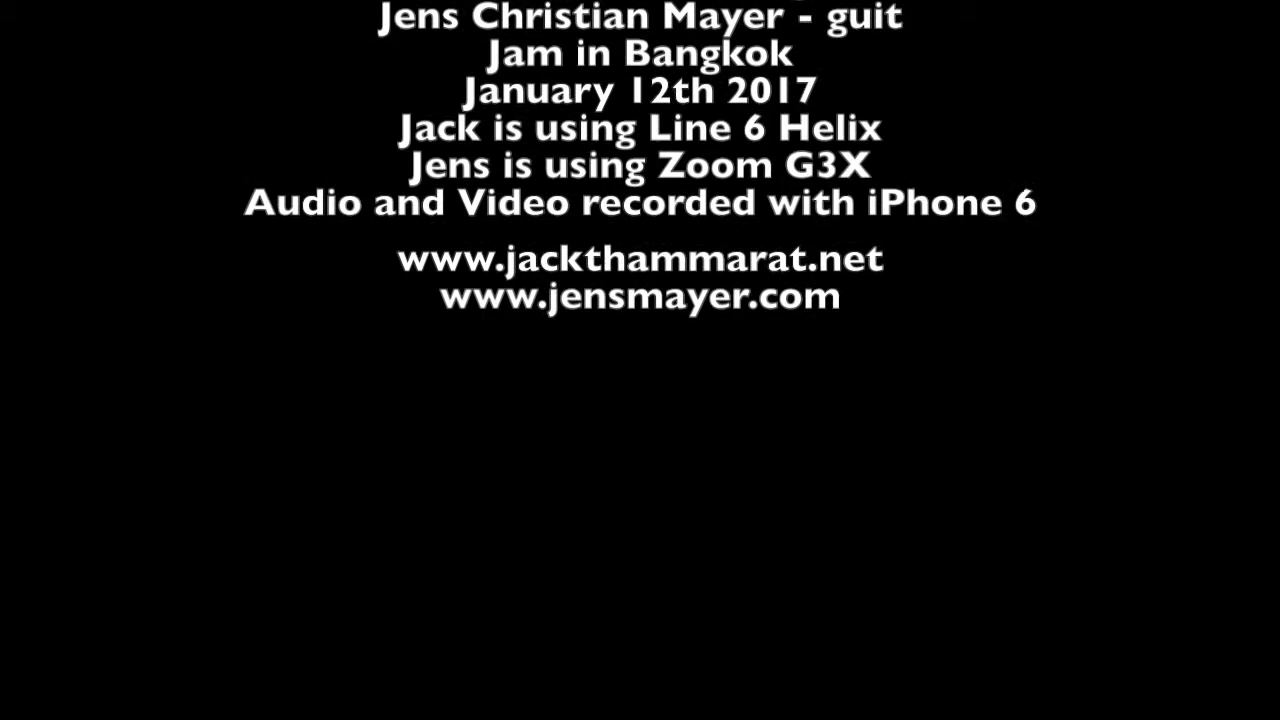 Jens Christian Mayer - guit
Jam in Bangkok
January 12th 2017
Jack is using Line 6 Helix
Jens is using Zoom G3X
Audio and Video recorded with iPhone 6
www.jackthammarat.net
www.jensmayer.com